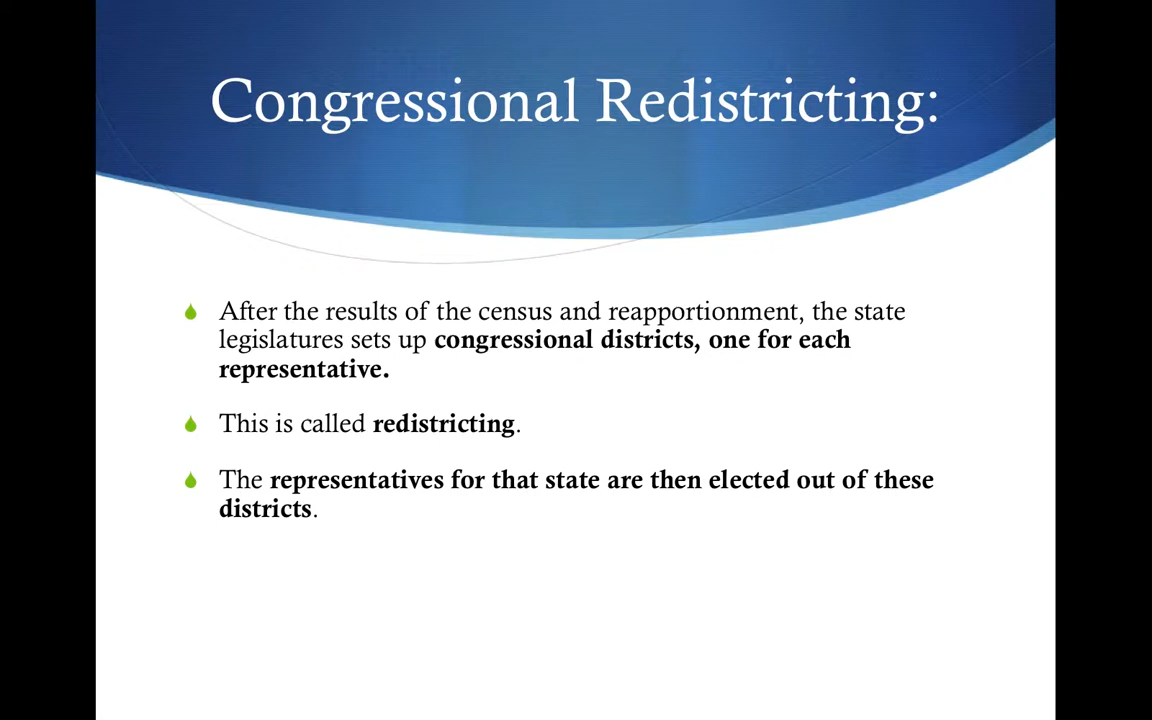 Congressional Redistricting:
After the results of the census and reapportionment, the state
legislatures sets up congressional districts, one for each
representative.
This is called redistricting.
The representatives for that state are then elected out of these
districts.